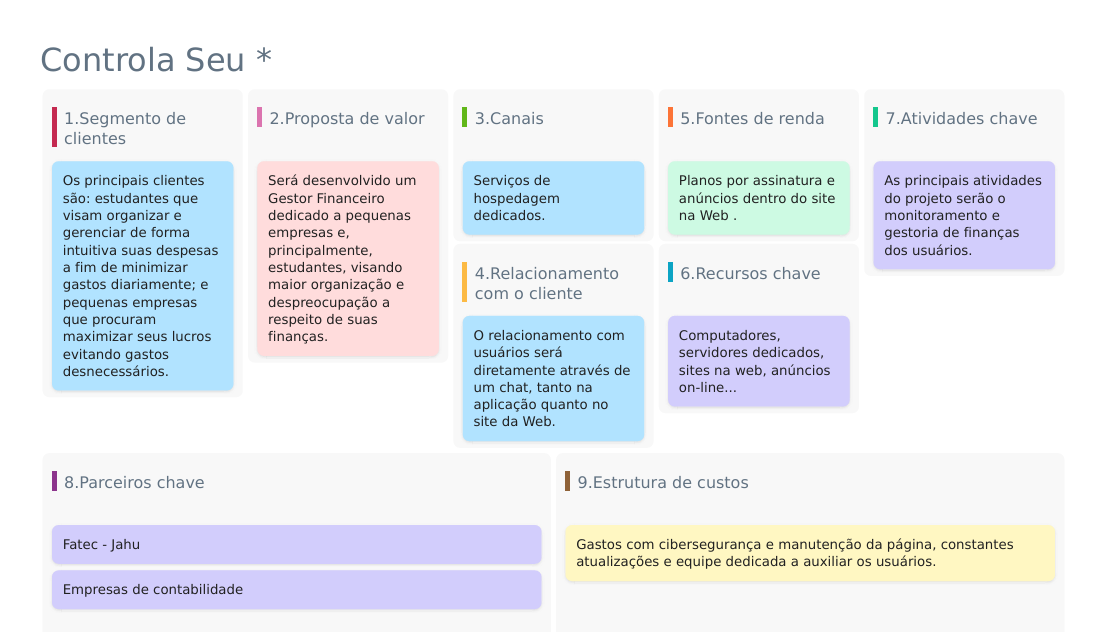 Controla Seu *
1.Segmento de
clientes
Os principais clientes
são: estudantes que
visam organizar e
gerenciar de forma
intuitiva suas despesas
a fim de minimizar
gastos diariamente; e
pequenas empresas
que procuram
maximizar seus lucros
evitando gastos
desnecessários.
2.Proposta de valor
Será desenvolvido um
Gestor Financeiro
dedicado a pequenas
empresas e,
principalmente,
estudantes, visando
maior organização e
despreocupação a
respeito de suas
finanças.
3.Canais
Serviços de
hospedagem
dedicados.
4.Relacionamento
com o cliente
O relacionamento com
usuários será
diretamente através de
um chat, tanto na
aplicação quanto no
site da Web.
5.Fontes de renda
Planos por assinatura e
anúncios dentro do site
na Web .
6.Recursos chave
Computadores,
servidores dedicados,
sites na web, anúncios
on-line...
7.Atividades chave
As principais atividades
do projeto serão o
monitoramento e
gestoria de finanças
dos usuários.
8.Parceiros chave
Fatec - Jahu
Empresas de contabilidade
9.Estrutura de custos
Gastos com cibersegurança e manutenção da página, constantes
atualizações e equipe dedicada a auxiliar os usuários.